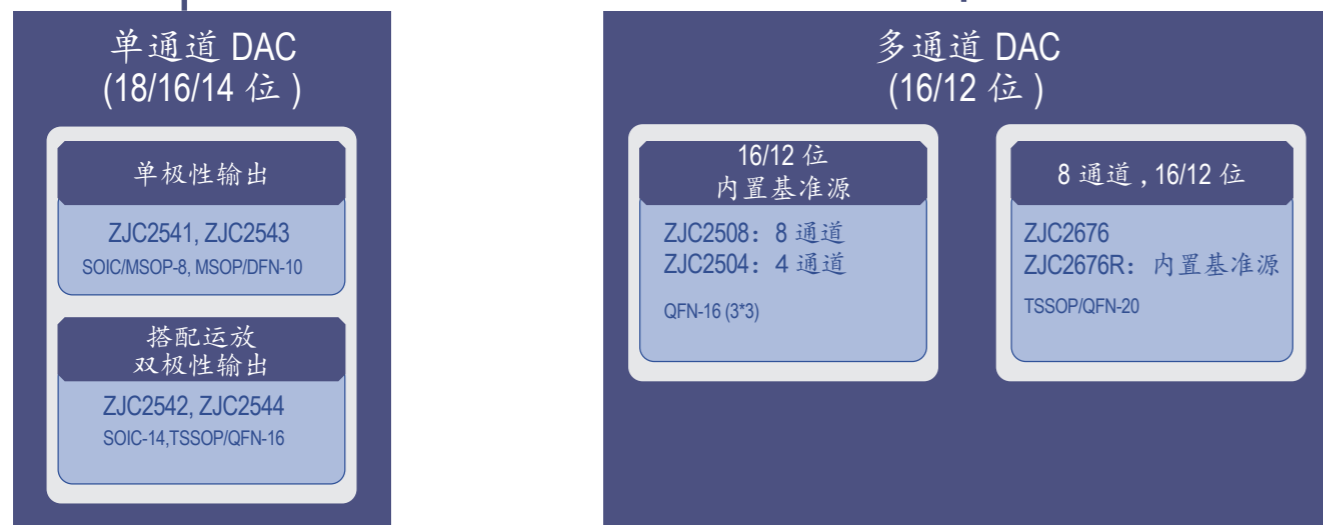 单通道 DAC
(18/16/14 位 )
单极性输出
ZJC2541, ZJC2543
SOIC/MSOP-8, MSOP/DFN-10
搭配运放
双极性输出
ZJC2542, ZJC2544
SOIC-14,TSSOP/QFN-16
多通道 DAC
(16/12 位 )
16/12 位
内置基准源
ZJC2508：8 通道
ZJC2504：4 通道
QFN-16 (3*3)
8 通道 , 16/12 位
ZJC2676
ZJC2676R：内置基准源
TSSOP/QFN-20